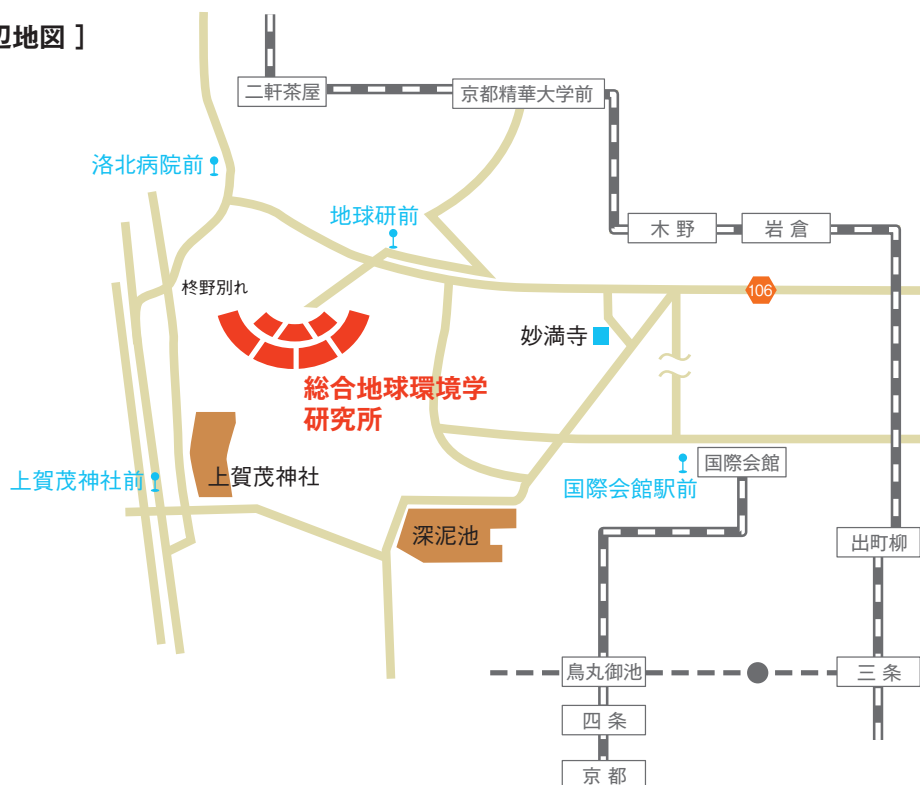 辺地図 ]
二軒茶屋
京都精華大学前
洛北病院前
地球研前
木 野
岩 倉
柊野別れ
106
妙満寺
総合地球環境学
研究所
上賀茂神社前
上賀茂神社
国際会館
国際会館駅前
深泥池
出町柳
烏丸御池
三 条
四 条
京 都